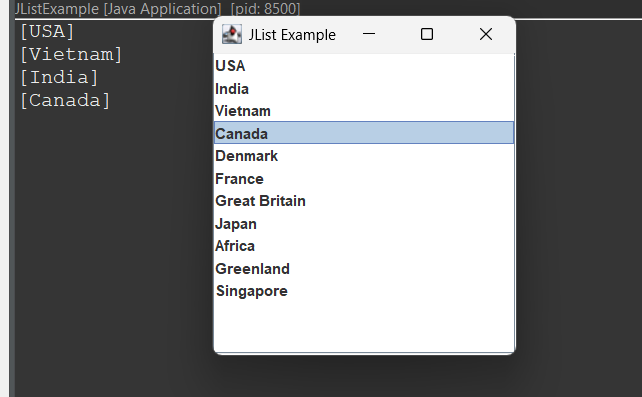 JListExample [Java Application] [pid: 8500]
[USA]
[Vietnam]
[India]
[Canada]
JList Example
USA
India
Vietnam
Canada
Denmark
France
Great Britain
Japan
Africa
Greenland
Singapore